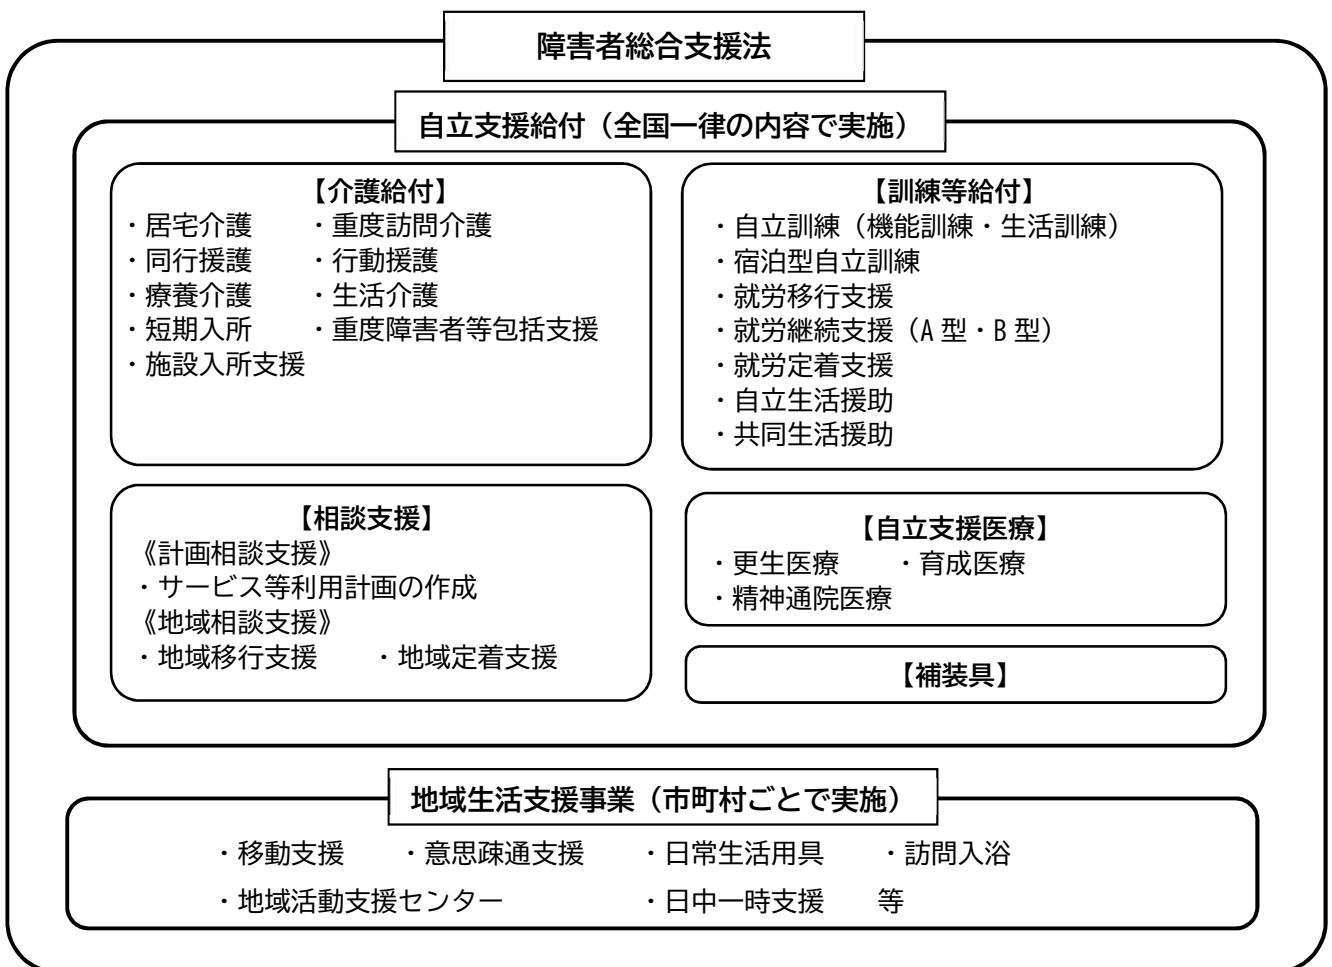 障害者総合支援法
自立支援給付（全国一律の内容で実施）
【介護給付】
・居宅介護　・重度訪問介護
・同行援護　・行動援護
・療養介護　・生活介護
・短期入所　・重度障害者等包括支援
・施設入所支援
【訓練等給付】
・自立訓練（機能訓練・生活訓練）
・宿泊型自立訓練
・就労移行支援
・就労継続支援（A 型・B 型）
・就労定着支援
・自立生活援助
・共同生活援助
【相談支援】
《計画相談支援》
・サービス等利用計画の作成
《地域相談支援》
・地域移行支援　・地域定着支援
【自立支援医療】
・更生医療　・育成医療
・精神通院医療
【補装具】
地域生活支援事業（市町村ごとで実施）
・移動支援　・意思疎通支援　・日常生活用具　・訪問入浴
・地域活動支援センター　・日中一時支援　等